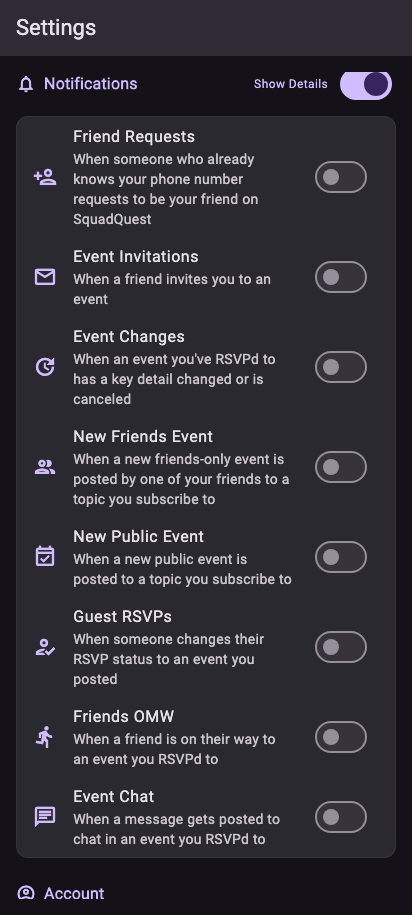 Settings
Notifications
Show Details
Friend Requests
When someone who already
knows your phone number
requests to be your friend on
SquadQuest
Event Invitations
When a friend invites you to an
event
Event Changes
When an event you've RSVPd to
has a key detail changed or is
canceled
New Friends Event
When a new friends-only event is
posted by one of your friends to a
topic you subscribe to
New Public Event
When a new public event is
posted to a topic you subscribe to
Guest RSVPs
When someone changes their
RSVP status to an event you
posted
Friends OMW
When a friend is on their way to
an event you RSVPd to
Event Chat
When a message gets posted to
chat in an event you RVSPd to
Account